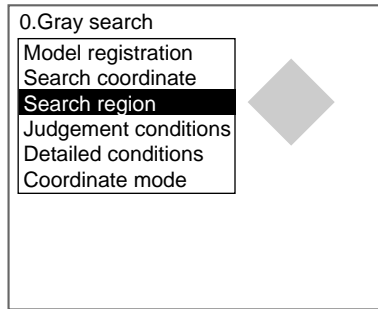 0.Gray search
Model registration
Search coordinate
Search region
Judgement conditions
Detailed conditions
Coordinate mode